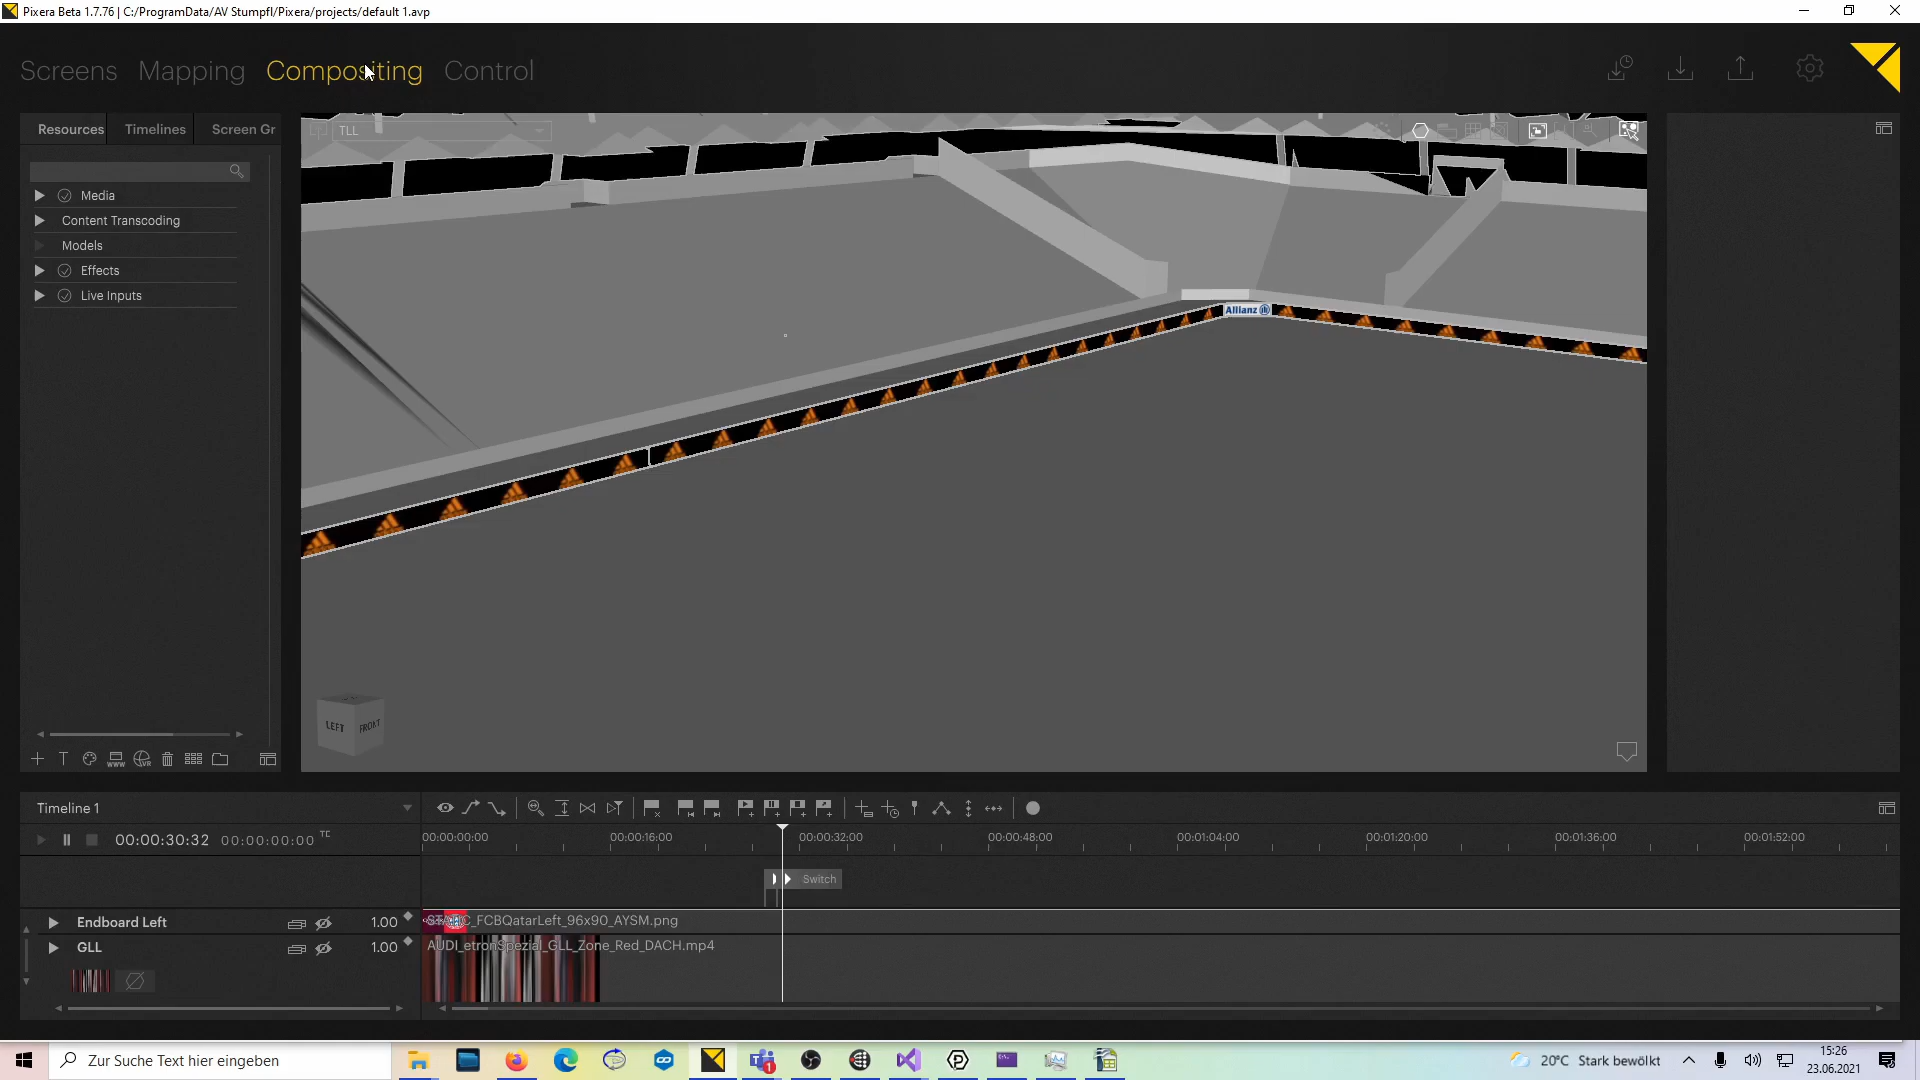 Pixera Beta 1.7.76 | C:/ProgramData/AV Stumpfl/Pixera/projects/default 1.avp
Screens Mapping Compositing Control
Resources Timelines Screen Gr
TLL
Media
Content Transcoding
Models
Effects
Live Inputs
Allianz
LEFT FRONT
WWW VR
Timeline 1
00:00:30:32 00:00:00:00 TC
00:00:00:00 00:00:16:00 00:00:32:00 00:00:48:00 00:01:04:00 00:01:20:00 00:01:36:00 00:01:52:00
Switch
Endboard Left 1.00 STATIC_FCBQatarLeft_96x90_AYSM.png
GLL 1.00 AUDI_etronSpezial_GLL_Zone_Red_DACH.mp4
Zur Suche Text hier eingeben
1
20°C Stark bewölkt
15:26
23.06.2021